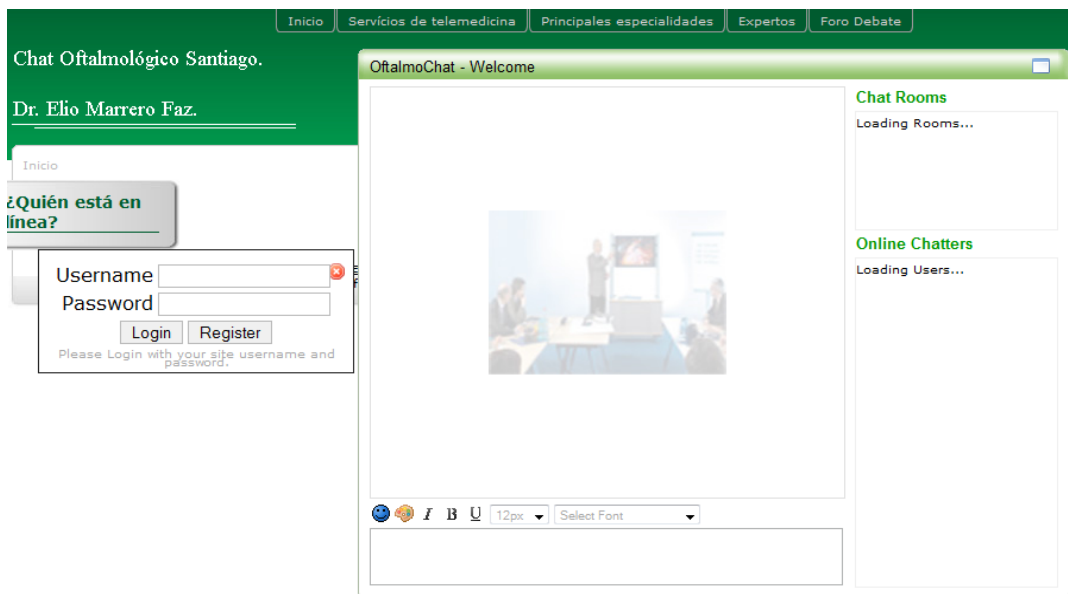 Inicio
Servícios de telemedicina
Principales especialidades
Expertos
Foro Debate
Chat Oftalmológico Santiago.
Dr. Elio Marrero Faz.
Inicio
¿Quién está en
línea?
Username
Password
Login Register
Please Login with your site username and
password.
OftalmoChat - Welcome
I B U 12px Select Font
Chat Rooms
Loading Rooms...
Online Chatters
Loading Users...